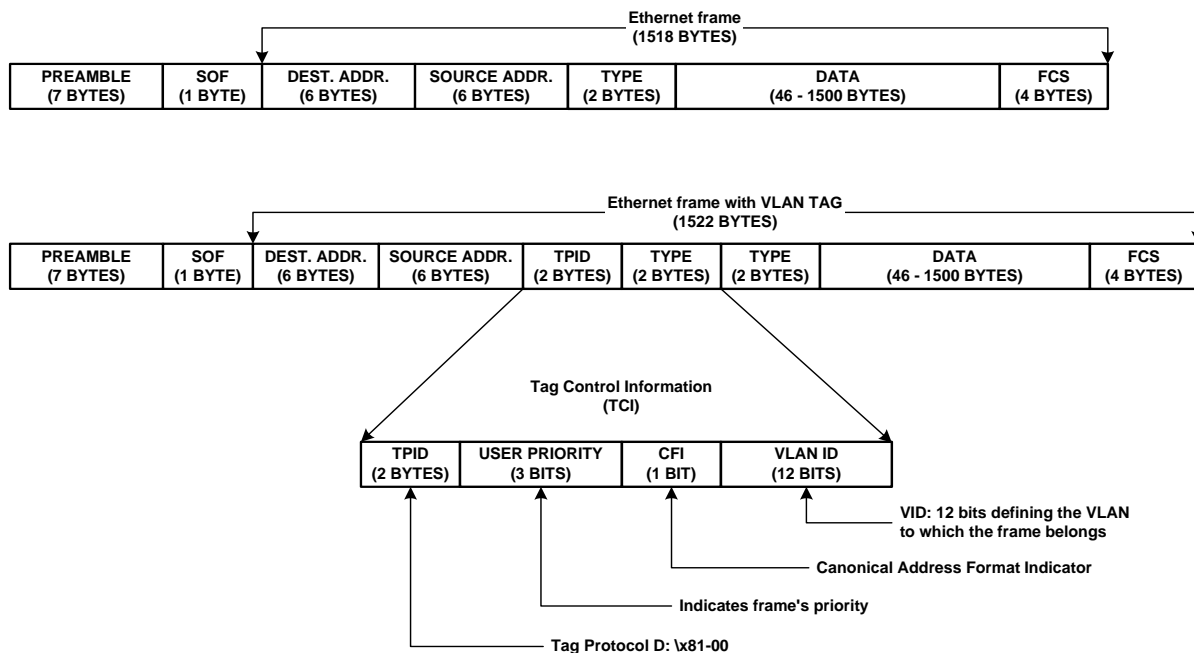 Ethernet frame
(1518 BYTES)
PREAMBLE
(7 BYTES)
SOF
(1 BYTE)
DEST. ADDR.
(6 BYTES)
SOURCE ADDR.
(6 BYTES)
TYPE
(2 BYTES)
DATA
(46 - 1500 BYTES)
FCS
(4 BYTES)
Ethernet frame with VLAN TAG
(1522 BYTES)
PREAMBLE
(7 BYTES)
SOF
(1 BYTE)
DEST. ADDR.
(6 BYTES)
SOURCE ADDR.
(6 BYTES)
TPID
(2 BYTES)
TYPE
(2 BYTES)
TYPE
(2 BYTES)
DATA
(46 - 1500 BYTES)
FCS
(4 BYTES)
Tag Control Information
(TCI)
TPID
(2 BYTES)
USER PRIORITY
(3 BITS)
CFI
(1 BIT)
VLAN ID
(12 BITS)
VID: 12 bits defining the VLAN
to which the frame belongs
Canonical Address Format Indicator
Indicates frame's priority
Tag Protocol D: \x81-00